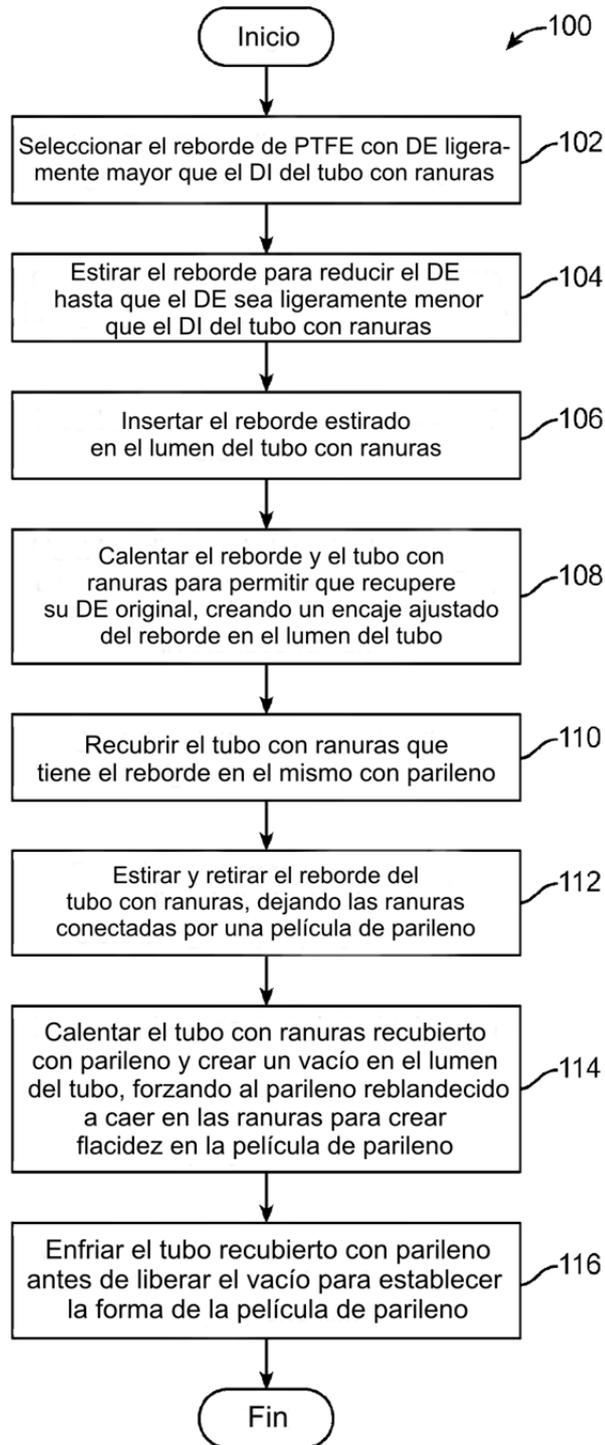 Inicio
100
Seleccionar el reborde de PTFE con DE ligera-
mente mayor que el DI del tubo con ranuras
102
Estirar el reborde para reducir el DE
hasta que el DE sea ligeramente menor
que el DI del tubo con ranuras
104
Insertar el reborde estirado
en el lumen del tubo con ranuras
106
Calentar el reborde y el tubo con
ranuras para permitir que recupere
su DE original, creando un encaje ajustado
del reborde en el lumen del tubo
108
Recubrir el tubo con ranuras que
tiene el reborde en el mismo con parileno
110
Estirar y retirar el reborde del
tubo con ranuras, dejando las ranuras
conectadas por una película de parileno
112
Calentar el tubo con ranuras recubierto
con parileno y crear un vacío en el lumen
del tubo, forzando al parileno reblandecido
a caer en las ranuras para crear
flacidez en la película de parileno
114
Enfriar el tubo recubierto con parileno
antes de liberar el vacío para establecer
la forma de la película de parileno
116
Fin